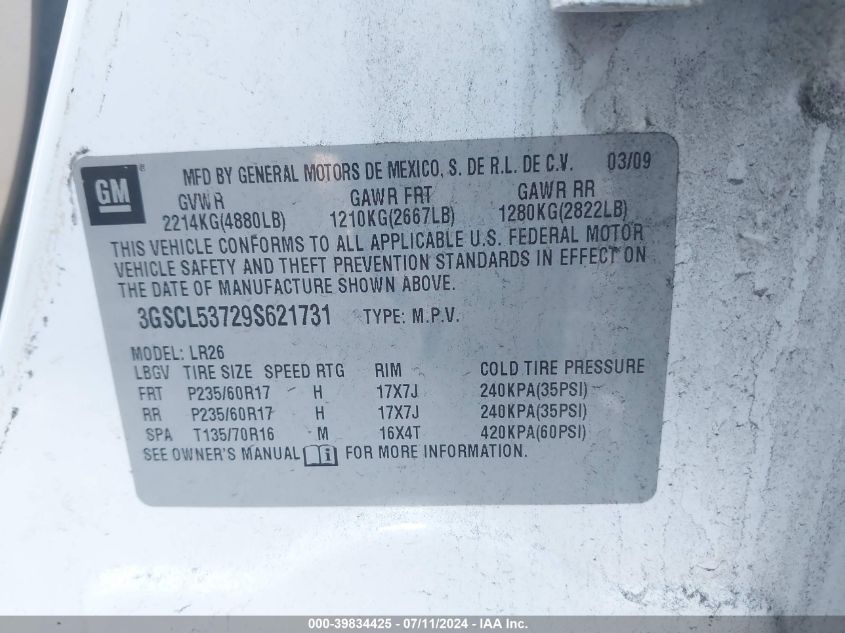 GM ®
MFD BY GENERAL MOTORS DE MEXICO, S. DE R.L. DE C.V. 03/09
GVWR GAWR FRT GAWR RR
2214KG(4880LB) 1210KG(2667LB) 1280KG(2822LB)
THIS VEHICLE CONFORMS TO ALL APPLICABLE U.S. FEDERAL MOTOR
VEHICLE SAFETY AND THEFT PREVENTION STANDARDS IN EFFECT ON
THE DATE OF MANUFACTURE SHOWN ABOVE.
3GSCL53729S621731 TYPE: M.P.V.
MODEL: LR26
LBGV TIRE SIZE SPEED RTG RIM COLD TIRE PRESSURE
FRT P235/60R17 H 17X7J 240KPA(35PSI)
RR P235/60R17 H 17X7J 240KPA(35PSI)
SPA T135/70R16 M 16X4T 420KPA(60PSI)
SEE OWNER'S MANUAL i FOR MORE INFORMATION.
000-39834425 - 07/11/2024 - IAAI Inc.